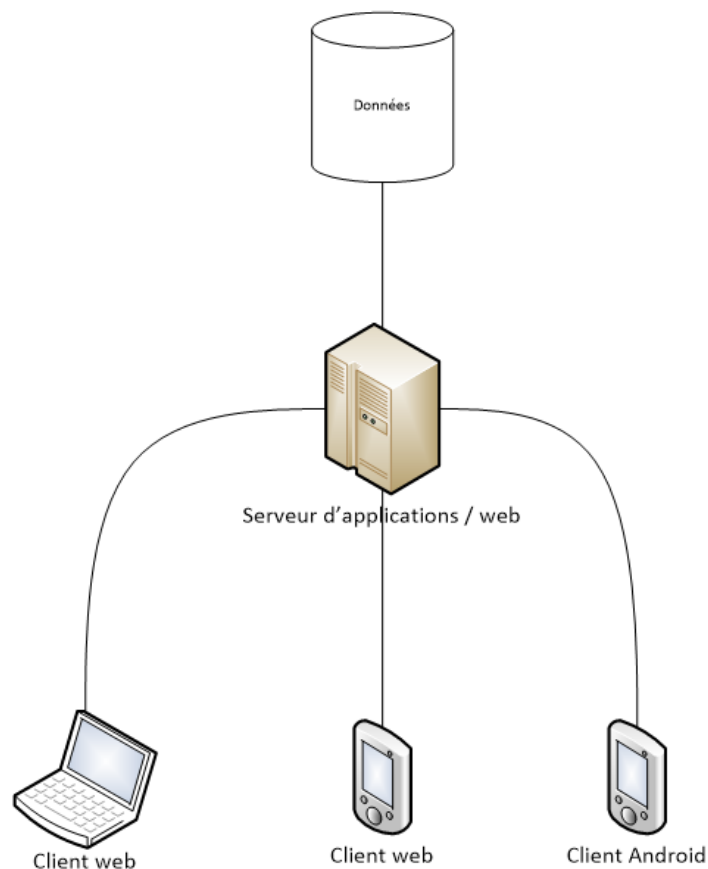 Données
Serveur d'applications / web
Client web
Client web
Client Android